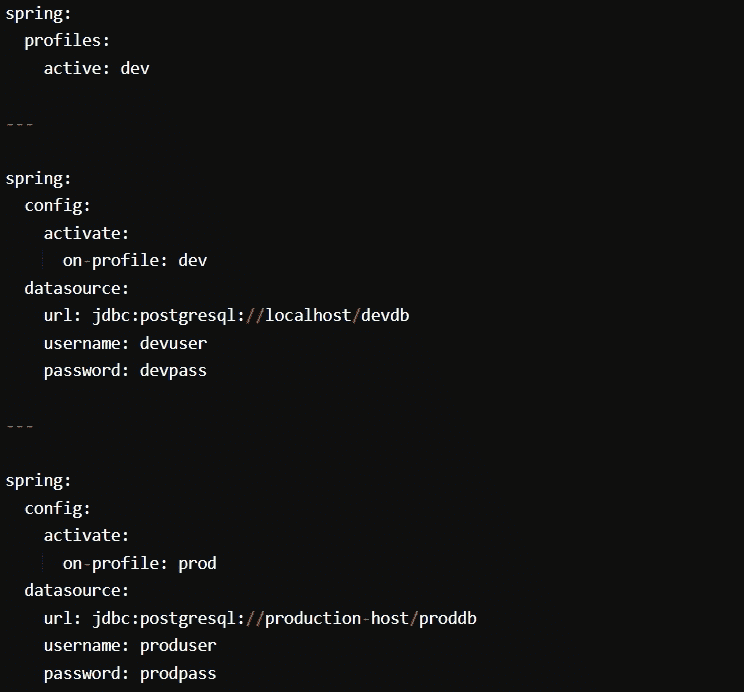 spring:
  profiles:
    active: dev

---

spring:
  config:
    activate:
      on-profile: dev
  datasource:
    url: jdbc:postgresql://localhost/devdb
    username: devuser
    password: devpass

---

spring:
  config:
    activate:
      on-profile: prod
  datasource:
    url: jdbc:postgresql://production-host/proddb
    username: produser
    password: prodpass